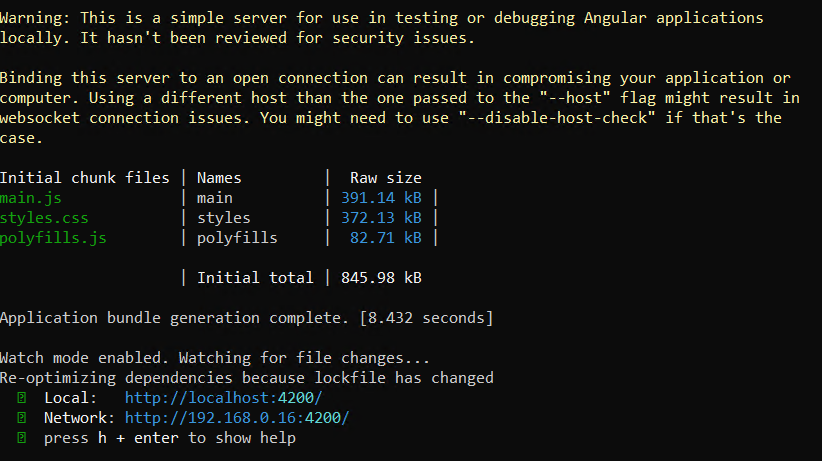 Warning: This is a simple server for use in testing or debugging Angular applications
locally. It hasn't been reviewed for security issues.
Binding this server to an open connection can result in compromising your application or
computer. Using a different host than the one passed to the "--host" flag might result in
websocket connection issues. You might need to use "--disable-host-check" if that's the
case.
Initial chunk files | Names         |  Raw size
main.js             | main          | 391.14 kB |
styles.css          | styles        | 372.13 kB |
polyfills.js        | polyfills     |  82.71 kB |
                    | Initial total | 845.98 kB
Application bundle generation complete. [8.432 seconds]
Watch mode enabled. Watching for file changes...
Re-optimizing dependencies because lockfile has changed
Local:   http://localhost:4200/
Network: http://192.168.0.16:4200/
press h + enter to show help